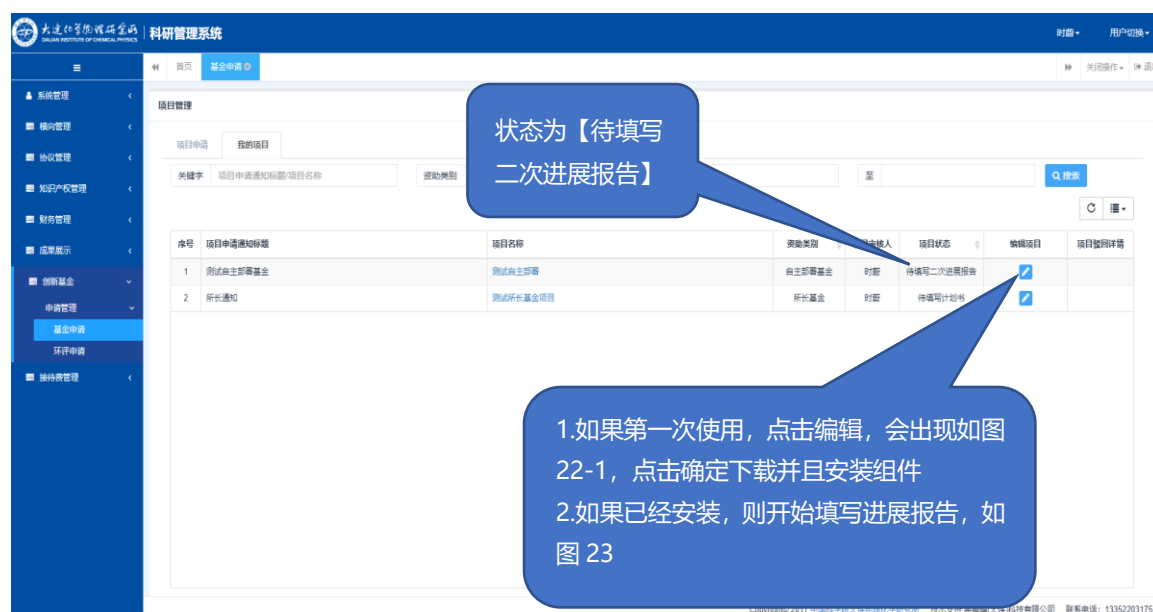 大连化学物理研究所
DALIAN INSTITUTE OF CHEMICAL PHYSICS
科研管理系统
时蔚
用户切换
首页
基金申请
关闭操作
系统管理
横向管理
协议管理
知识产权管理
财务管理
成果展示
创新基金
申请管理
基金申请
环评申请
接待费管理
项目管理
项目申请
我的项目
关键字 项目申请通知标题/项目名称 资助类别 至 搜索
状态为【待填写
二次进展报告】
序号 项目申请通知标题 项目名称 资助类别 项目状态 编辑项目 项目驳回详情
1 测试自主部署基金 测试自主部署 自主部署基金 时蔚 待填写二次进展报告
2 所长通知 测试所长基金项目 所长基金 时蔚 待填写计划书
1.如果第一次使用，点击编辑，会出现如图
22-1，点击确定下载并且安装组件
2.如果已经安装，则开始填写进展报告，如
图 23
联系电话：13352203175